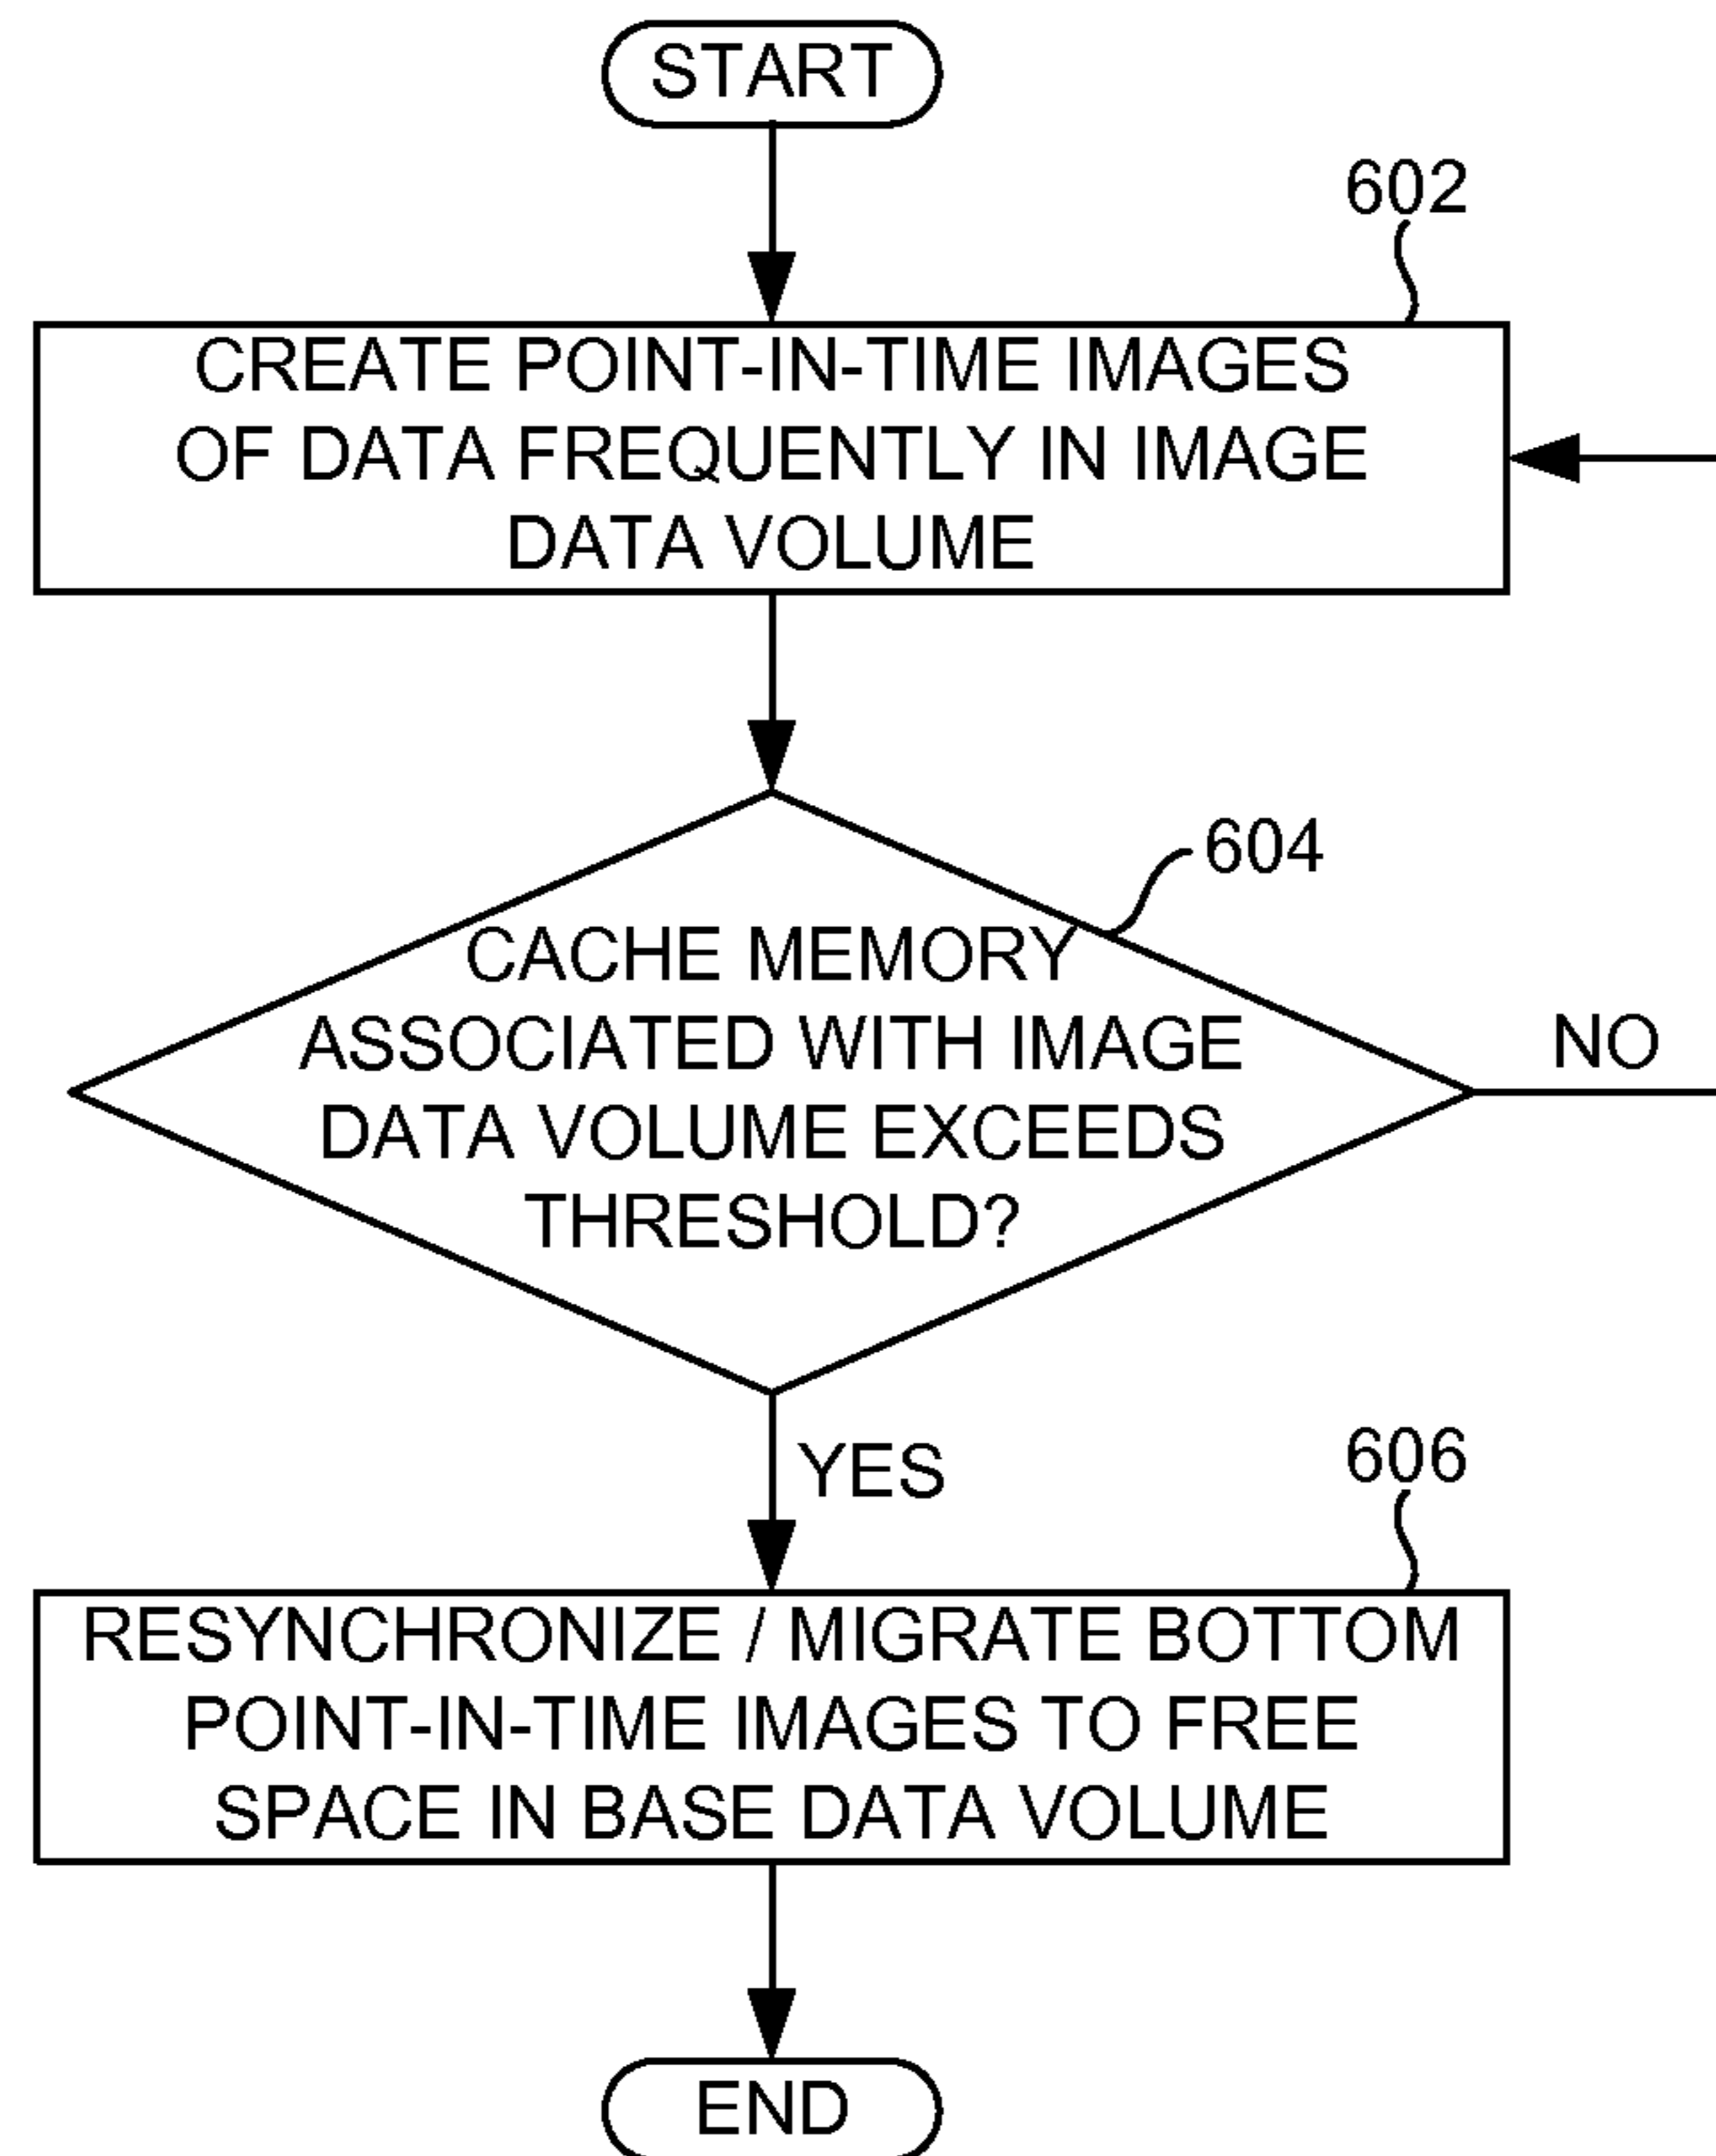 START
602
CREATE POINT-IN-TIME IMAGES
OF DATA FREQUENTLY IN IMAGE
DATA VOLUME
604
CACHE MEMORY
ASSOCIATED WITH IMAGE
DATA VOLUME EXCEEDS
THRESHOLD?
NO
YES
606
RESYNCHRONIZE / MIGRATE BOTTOM
POINT-IN-TIME IMAGES TO FREE
SPACE IN BASE DATA VOLUME
END